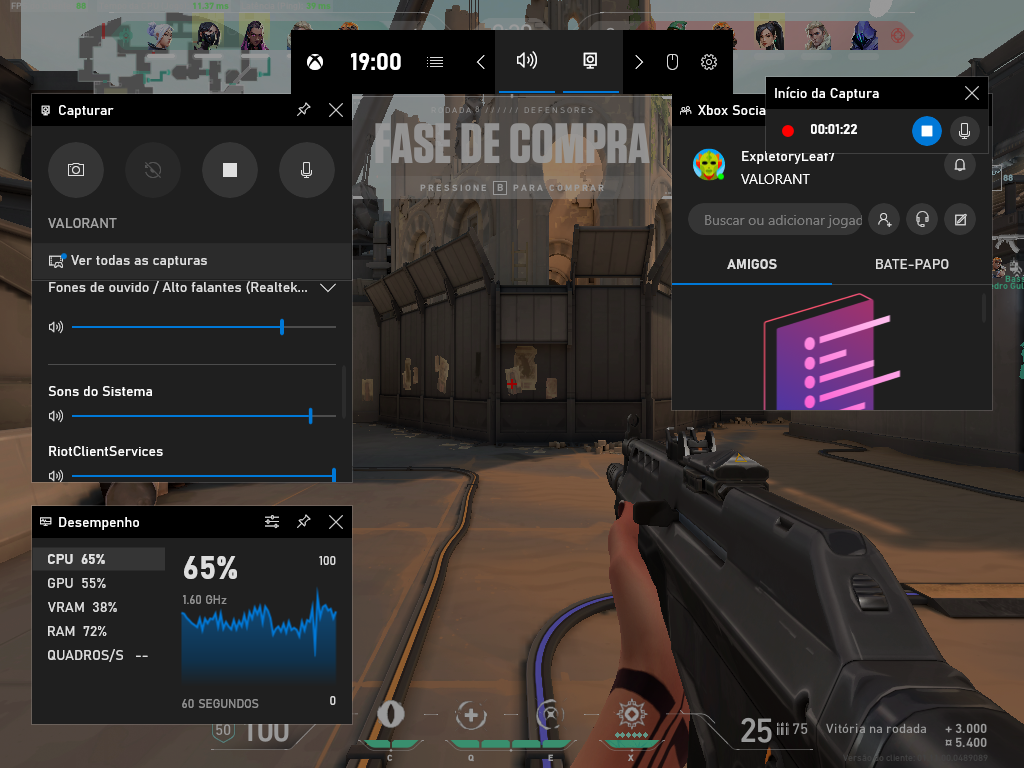 19:00
Capturar
VALORANT
Ver todas as capturas
Fones de ouvido / Alto falantes (Realtek...
Sons do Sistema
RiotClientServices
RODADA 8 ////// DEFENSORES
FASE DE COMPRA
PRESSIONE B PARA COMPRAR
Início da Captura
00:01:22
Xbox Socia
ExpletoryLeaf7
VALORANT
Buscar ou adicionar jogad
AMIGOS
BATE-PAPO
Desempenho
CPU 65%
GPU 55%
VRAM 38%
RAM 72%
QUADROS/S --
65%
100
1.60 GHz
60 SEGUNDOS
0
50
100
C
Q
E
X
25
75
Vitória na rodada
+ 3.000
¤ 5.400